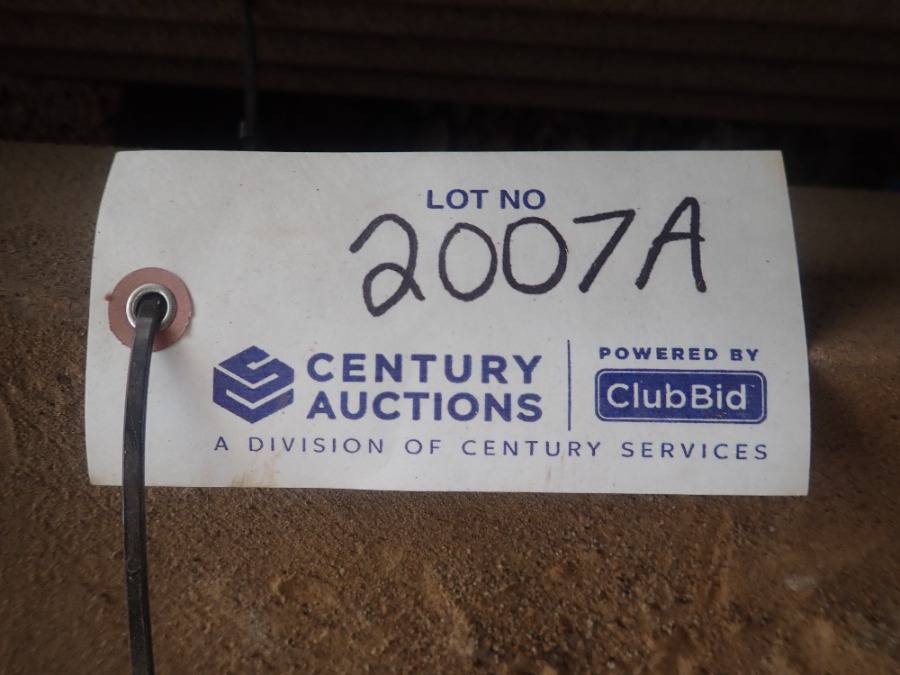 LOT NO
2007A
CENTURY
AUCTIONS
POWERED BY
ClubBid
A DIVISION OF CENTURY SERVICES